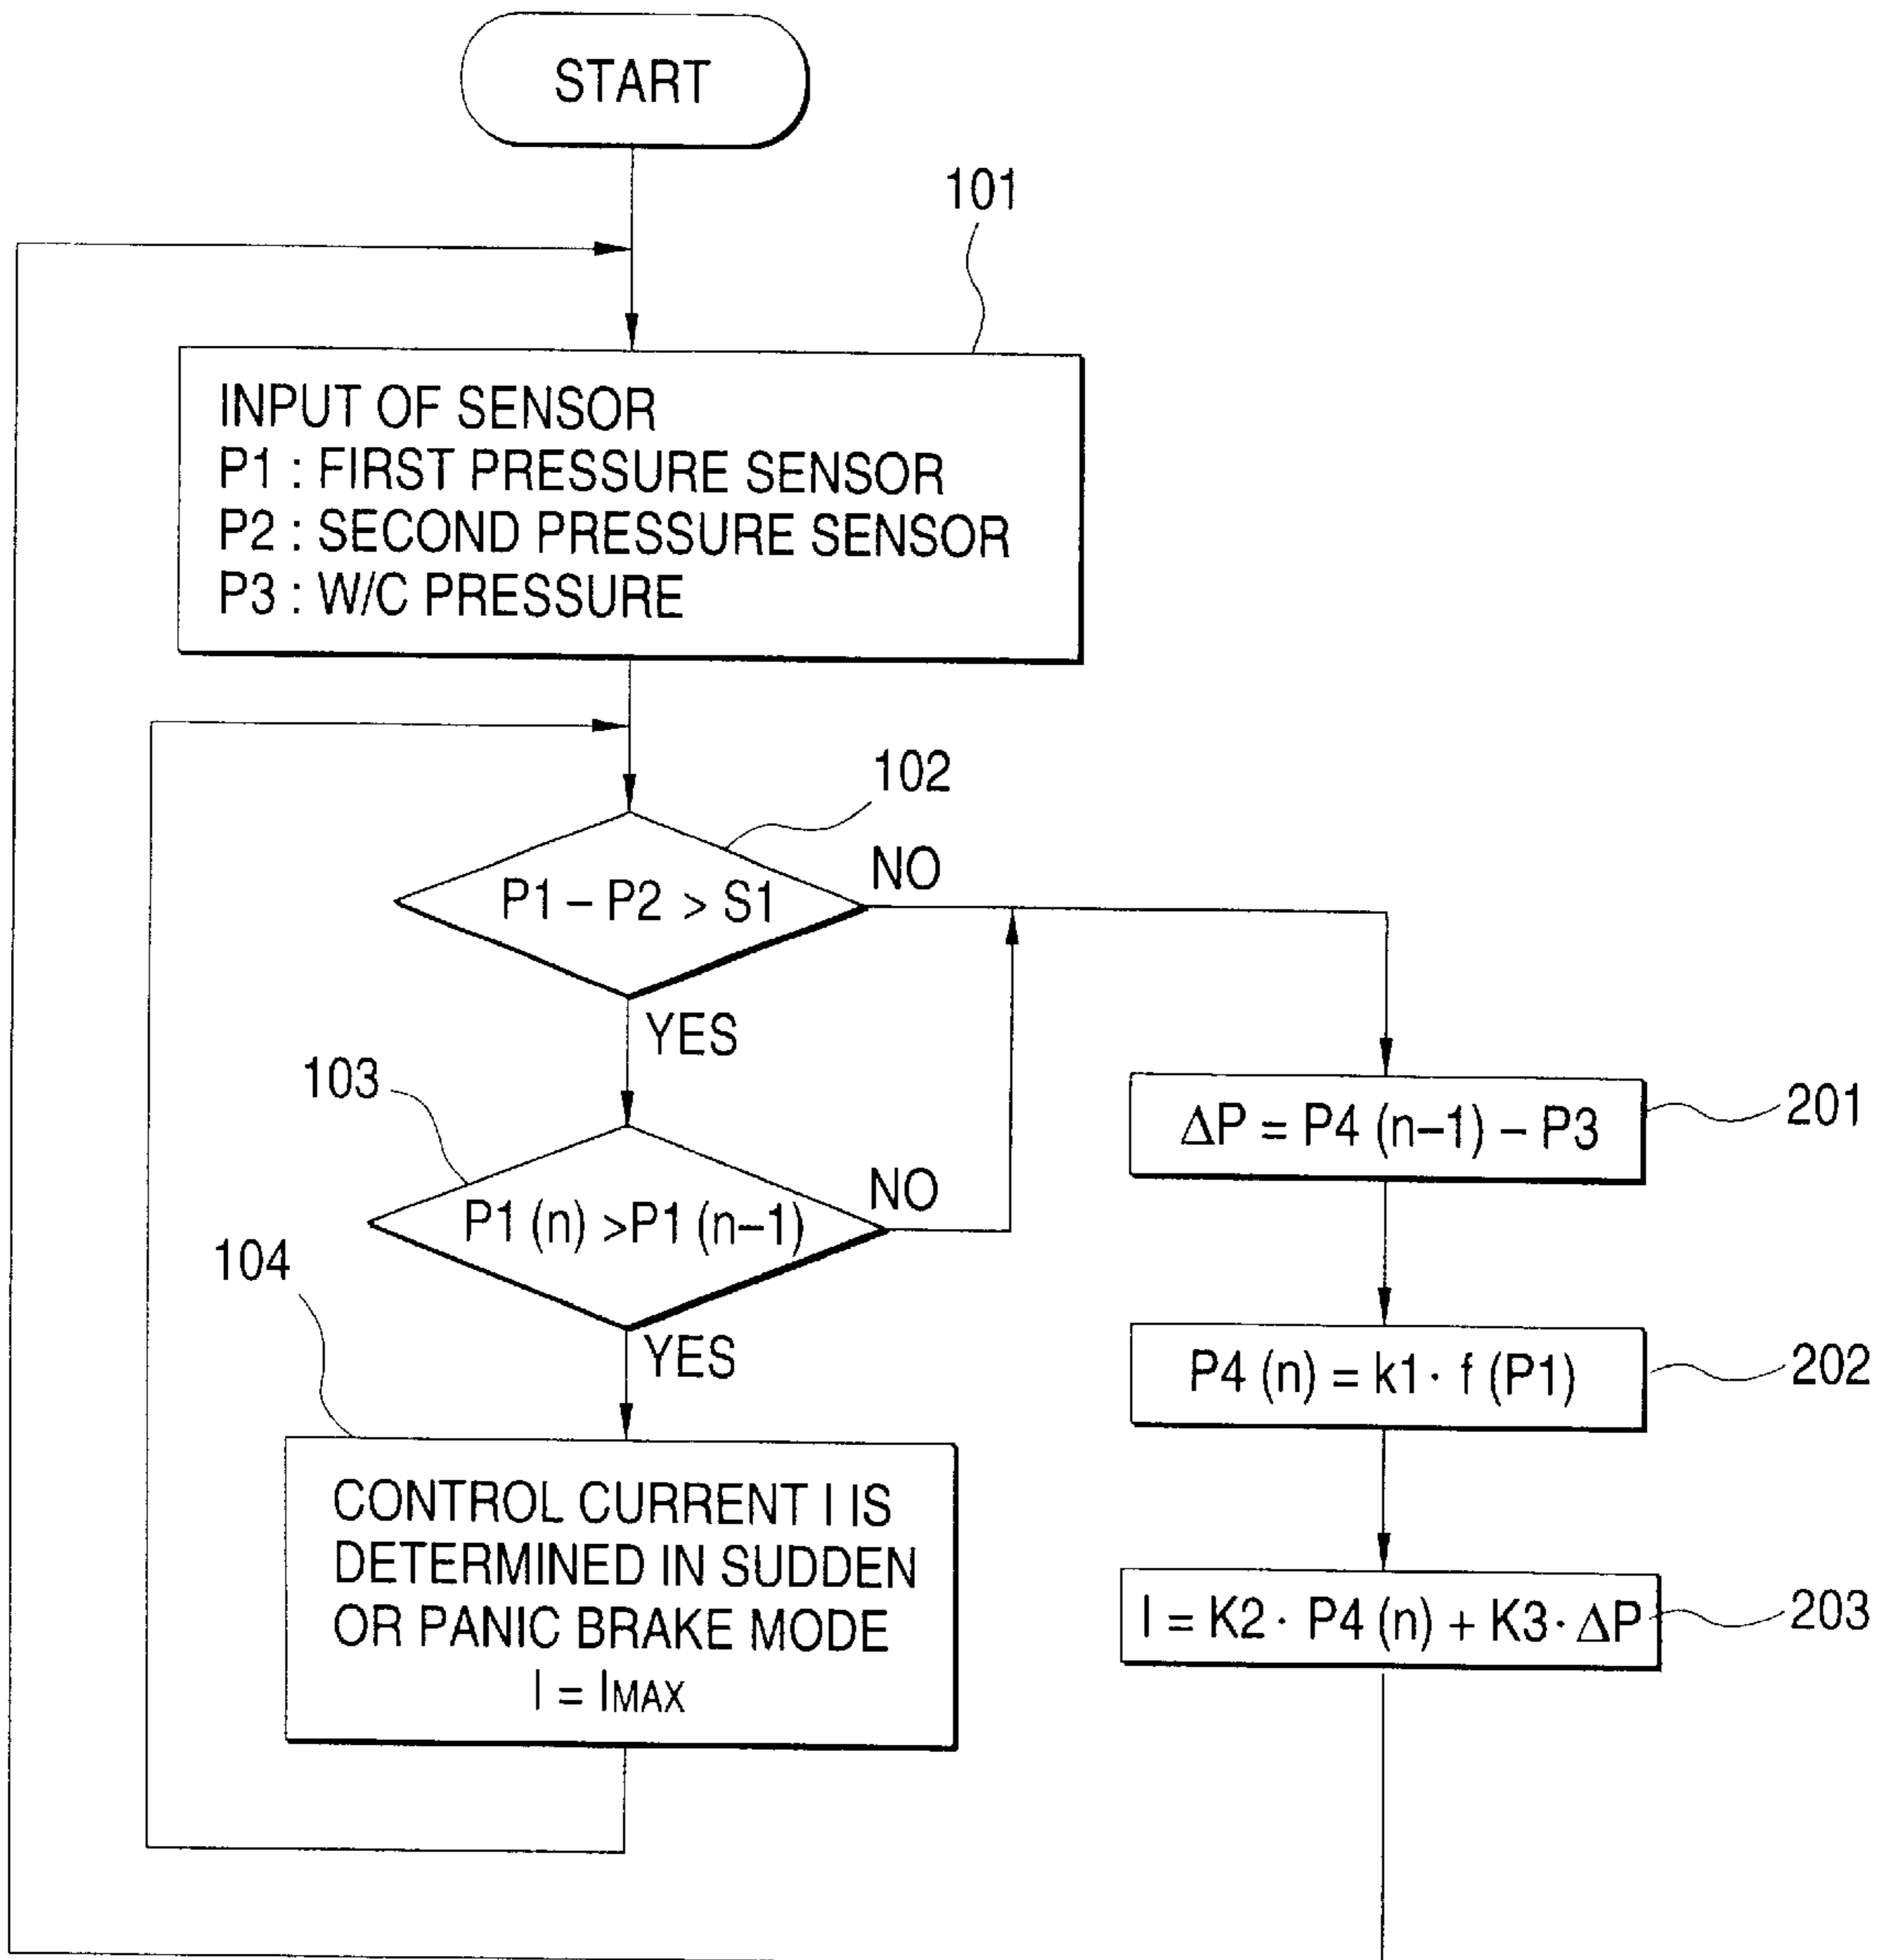 START
101
INPUT OF SENSOR
P1 : FIRST PRESSURE SENSOR
P2 : SECOND PRESSURE SENSOR
P3 : W/C PRESSURE
102
P1 – P2 > S1
NO
YES
103
P1 (n) >P1 (n–1)
NO
YES
104
CONTROL CURRENT I IS
DETERMINED IN SUDDEN
OR PANIC BRAKE MODE
I = IMAX
ΔP = P4 (n–1) – P3
201
P4 (n) = k1· f (P1)
202
I = K2 · P4 (n) + K3· ΔP
203